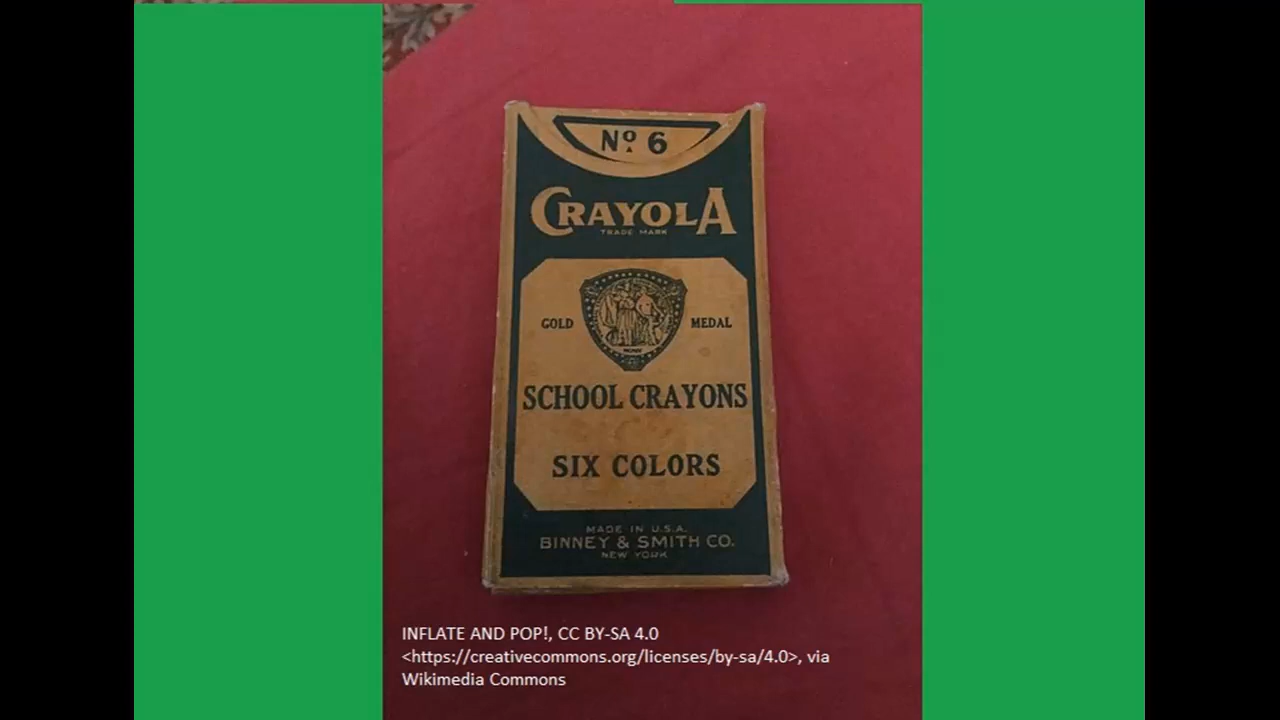 Nº 6
CRAYOLA
TRADE MARK
GOLD MEDAL
SCHOOL CRAYONS
SIX COLORS
MADE IN U.S.A.
BINNEY & SMITH CO.
NEW YORK
INFLATE AND POP!, CC BY-SA 4.0
<https://creativecommons.org/licenses/by-sa/4.0>, via
Wikimedia Commons